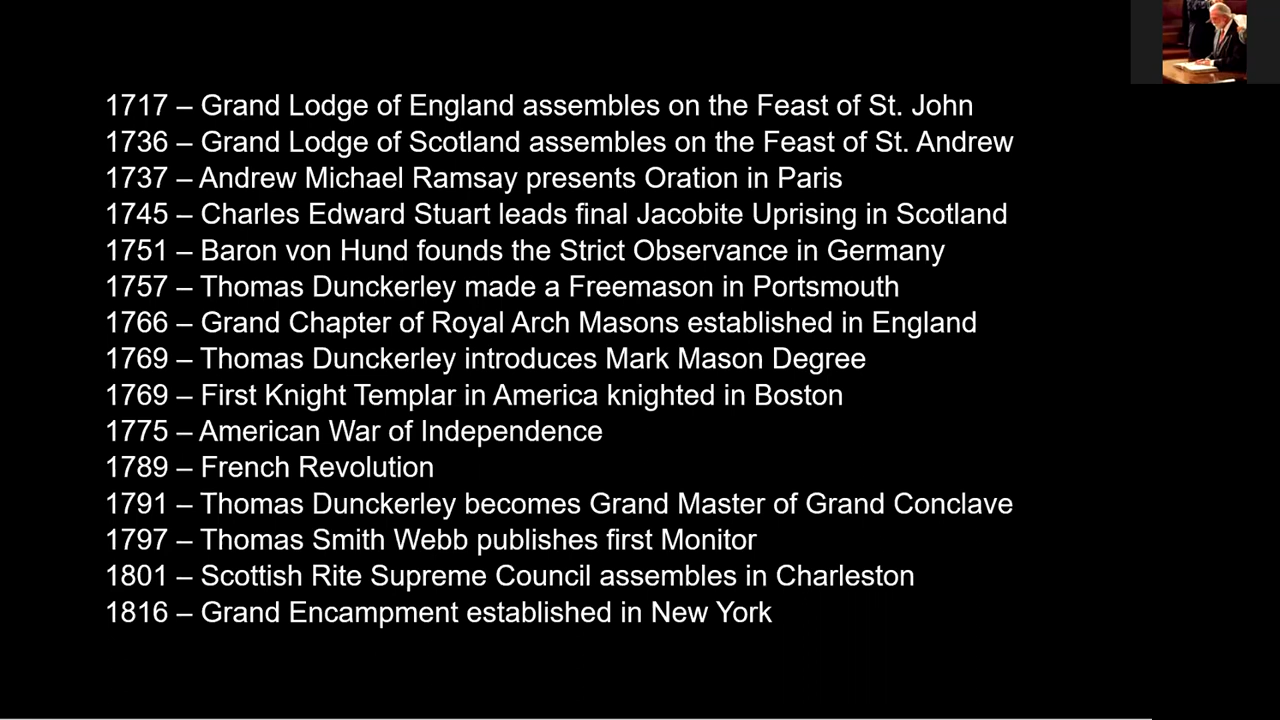 1717 – Grand Lodge of England assembles on the Feast of St. John
1736 – Grand Lodge of Scotland assembles on the Feast of St. Andrew
1737 – Andrew Michael Ramsay presents Oration in Paris
1745 – Charles Edward Stuart leads final Jacobite Uprising in Scotland
1751 – Baron von Hund founds the Strict Observance in Germany
1757 – Thomas Dunckerley made a Freemason in Portsmouth
1766 – Grand Chapter of Royal Arch Masons established in England
1769 – Thomas Dunckerley introduces Mark Mason Degree
1769 – First Knight Templar in America knighted in Boston
1775 – American War of Independence
1789 – French Revolution
1791 – Thomas Dunckerley becomes Grand Master of Grand Conclave
1797 – Thomas Smith Webb publishes first Monitor
1801 – Scottish Rite Supreme Council assembles in Charleston
1816 – Grand Encampment established in New York